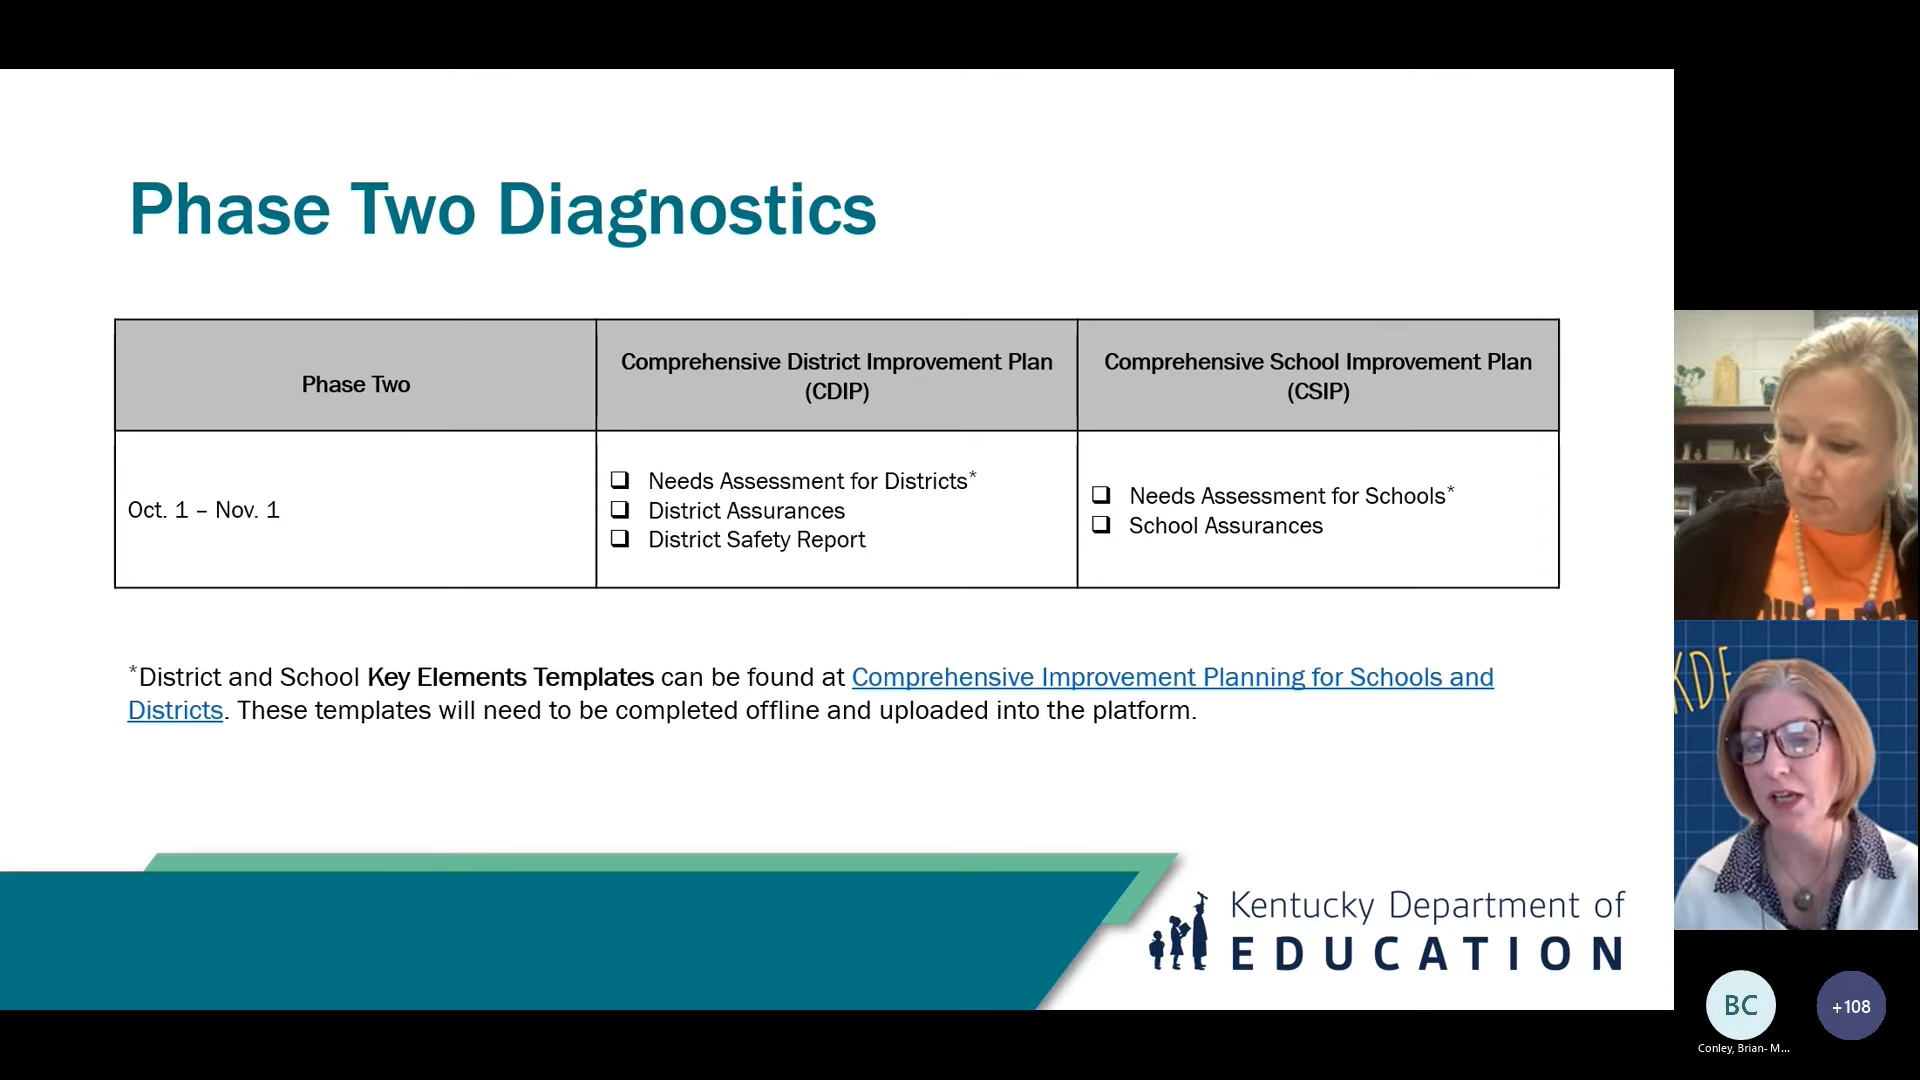 Phase Two Diagnostics
Phase Two
Comprehensive District Improvement Plan
(CDIP)
Comprehensive School Improvement Plan
(CSIP)
Oct. 1 – Nov. 1
❑ Needs Assessment for Districts*
❑ District Assurances
❑ District Safety Report
❑ Needs Assessment for Schools*
❑ School Assurances
*District and School Key Elements Templates can be found at Comprehensive Improvement Planning for Schools and
Districts. These templates will need to be completed offline and uploaded into the platform.
Kentucky Department of
EDUCATION
KDE
BC
+108
Conley, Brian- M...